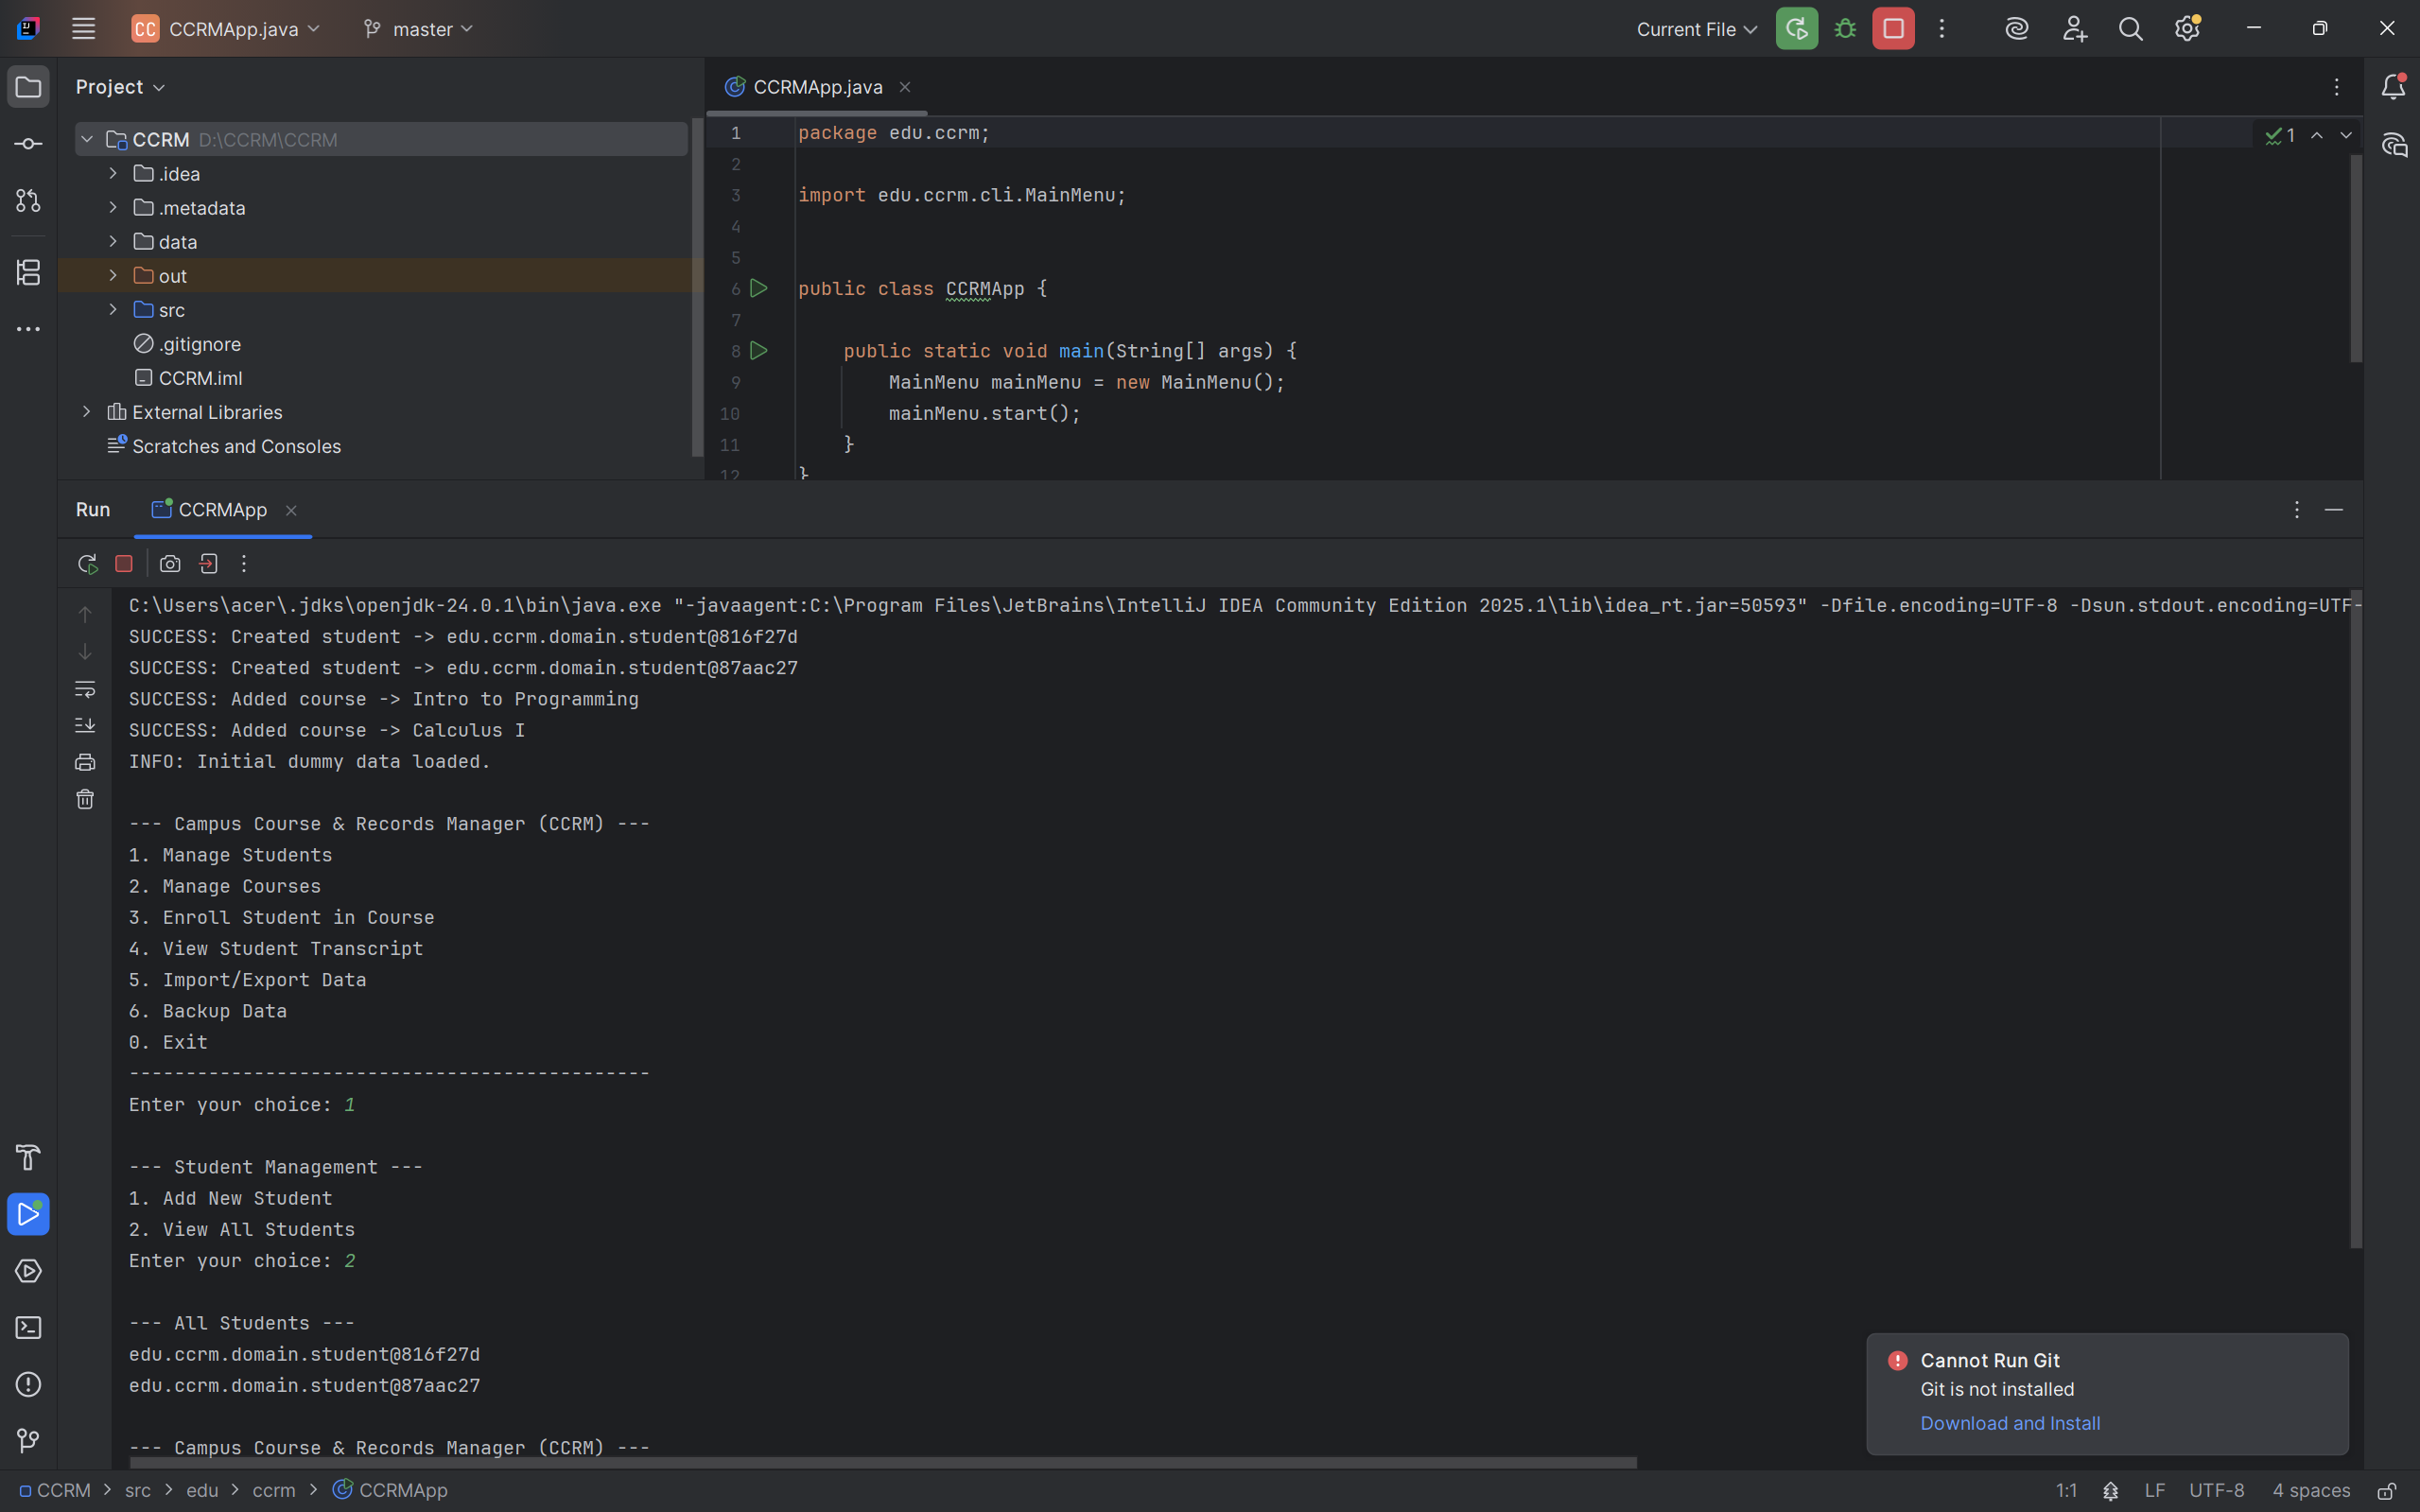 CC CCRMApp.java master Current File
Project
CCRM D:\CCRM\CCRM
.idea
.metadata
data
out
src
.gitignore
CCRM.iml
External Libraries
Scratches and Consoles
CCRMApp.java
1 package edu.ccrm;
2
3 import edu.ccrm.cli.MainMenu;
4
5
6 public class CCRMApp {
7
8 public static void main(String[] args) {
9 MainMenu mainMenu = new MainMenu();
10 mainMenu.start();
11 }
12 }
1
Run CCRMApp
C:\Users\acer\.jdks\openjdk-24.0.1\bin\java.exe "-javaagent:C:\Program Files\JetBrains\IntelliJ IDEA Community Edition 2025.1\lib\idea_rt.jar=50593" -Dfile.encoding=UTF-8 -Dsun.stdout.encoding=UTF-
SUCCESS: Created student -> edu.ccrm.domain.student@816f27d
SUCCESS: Created student -> edu.ccrm.domain.student@87aac27
SUCCESS: Added course -> Intro to Programming
SUCCESS: Added course -> Calculus I
INFO: Initial dummy data loaded.
--- Campus Course & Records Manager (CCRM) ---
1. Manage Students
2. Manage Courses
3. Enroll Student in Course
4. View Student Transcript
5. Import/Export Data
6. Backup Data
0. Exit
----------------------------------------------
Enter your choice: 1
--- Student Management ---
1. Add New Student
2. View All Students
Enter your choice: 2
--- All Students ---
edu.ccrm.domain.student@816f27d
edu.ccrm.domain.student@87aac27
--- Campus Course & Records Manager (CCRM) ---
Cannot Run Git
Git is not installed
Download and Install
CCRM > src > edu > ccrm > CCRMApp
1:1 LF UTF-8 4 spaces